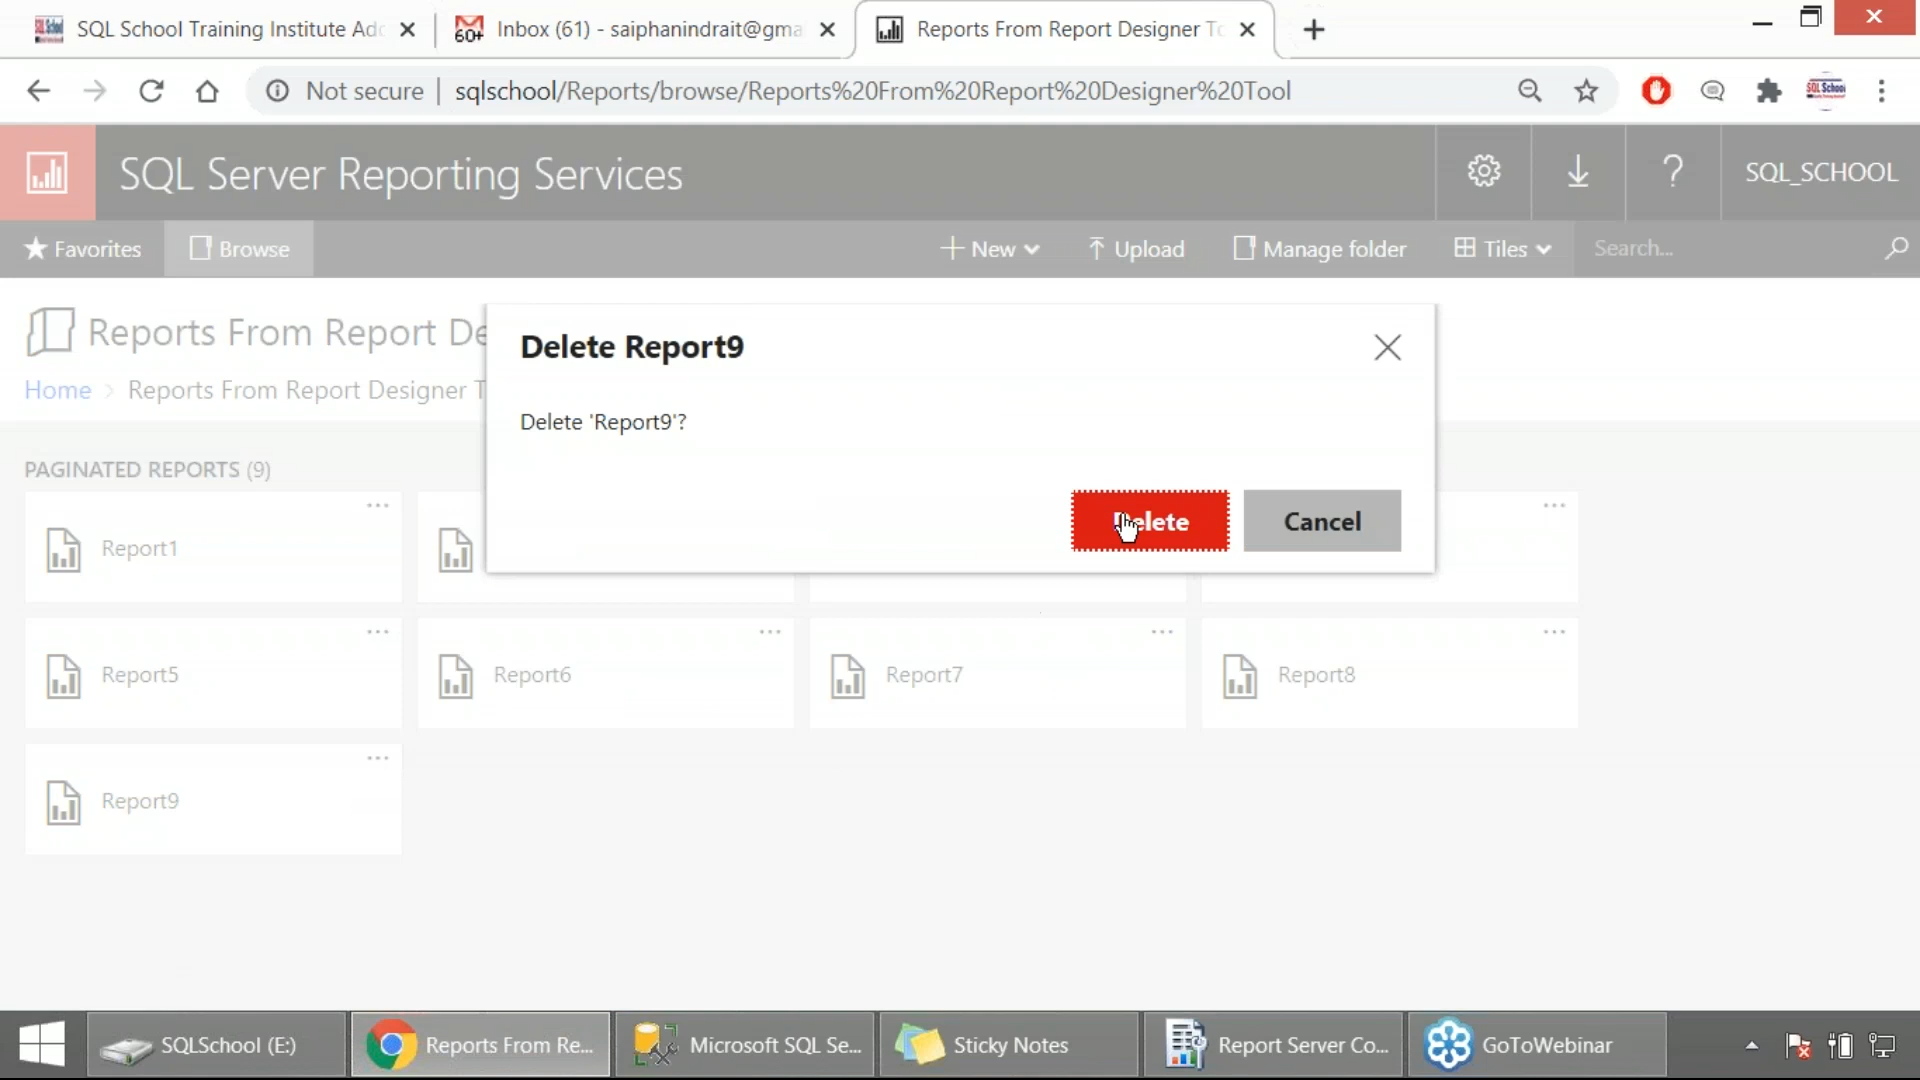 SQL School Training Institute Ad
Inbox (61) - saiphanindrait@gma
Reports From Report Designer T
Not secure
sqlschool/Reports/browse/Reports%20From%20Report%20Designer%20Tool
SQL School
SQL Server Reporting Services
?
SQL_SCHOOL
Favorites
Browse
New
Upload
Manage folder
Tiles
Search...
Reports From Report De
Home > Reports From Report Designer T
Delete Report9
Delete 'Report9'?
Delete
Cancel
PAGINATED REPORTS (9)
Report1
Report5
Report6
Report7
Report8
Report9
SQLSchool (E:)
Reports From Re...
Microsoft SQL Se...
Sticky Notes
Report Server Co...
GoToWebinar